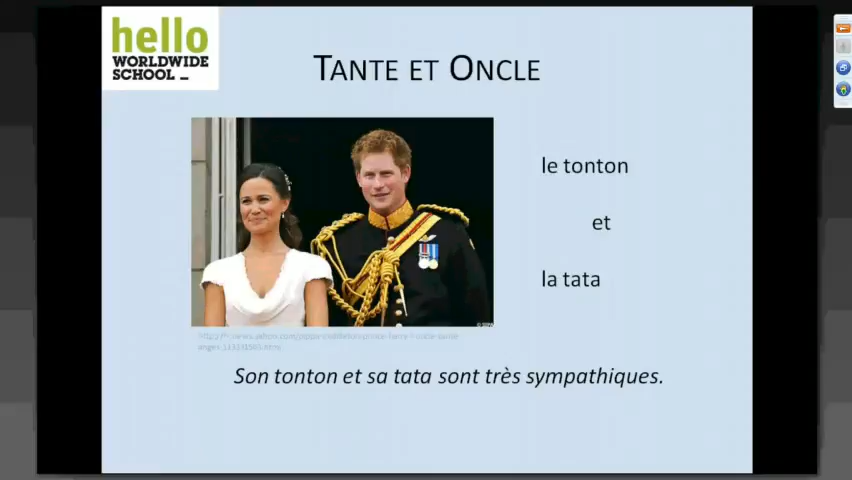 hello
WORLDWIDE
SCHOOL _
TANTE ET ONCLE
le tonton
et
la tata
Son tonton et sa tata sont très sympathiques.